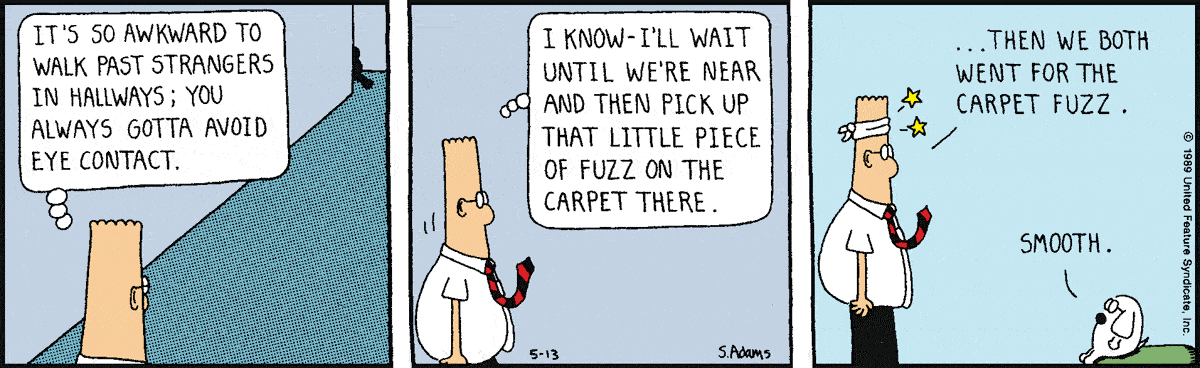 IT'S SO AWKWARD TO
WALK PAST STRANGERS
IN HALLWAYS; YOU
ALWAYS GOTTA AVOID
EYE CONTACT.
I KNOW-I'LL WAIT
UNTIL WE'RE NEAR
AND THEN PICK UP
THAT LITTLE PIECE
OF FUZZ ON THE
CARPET THERE.
5-13
S.Adams
...THEN WE BOTH
WENT FOR THE
CARPET FUZZ.
SMOOTH.
© 1989 United Feature Syndicate, Inc.